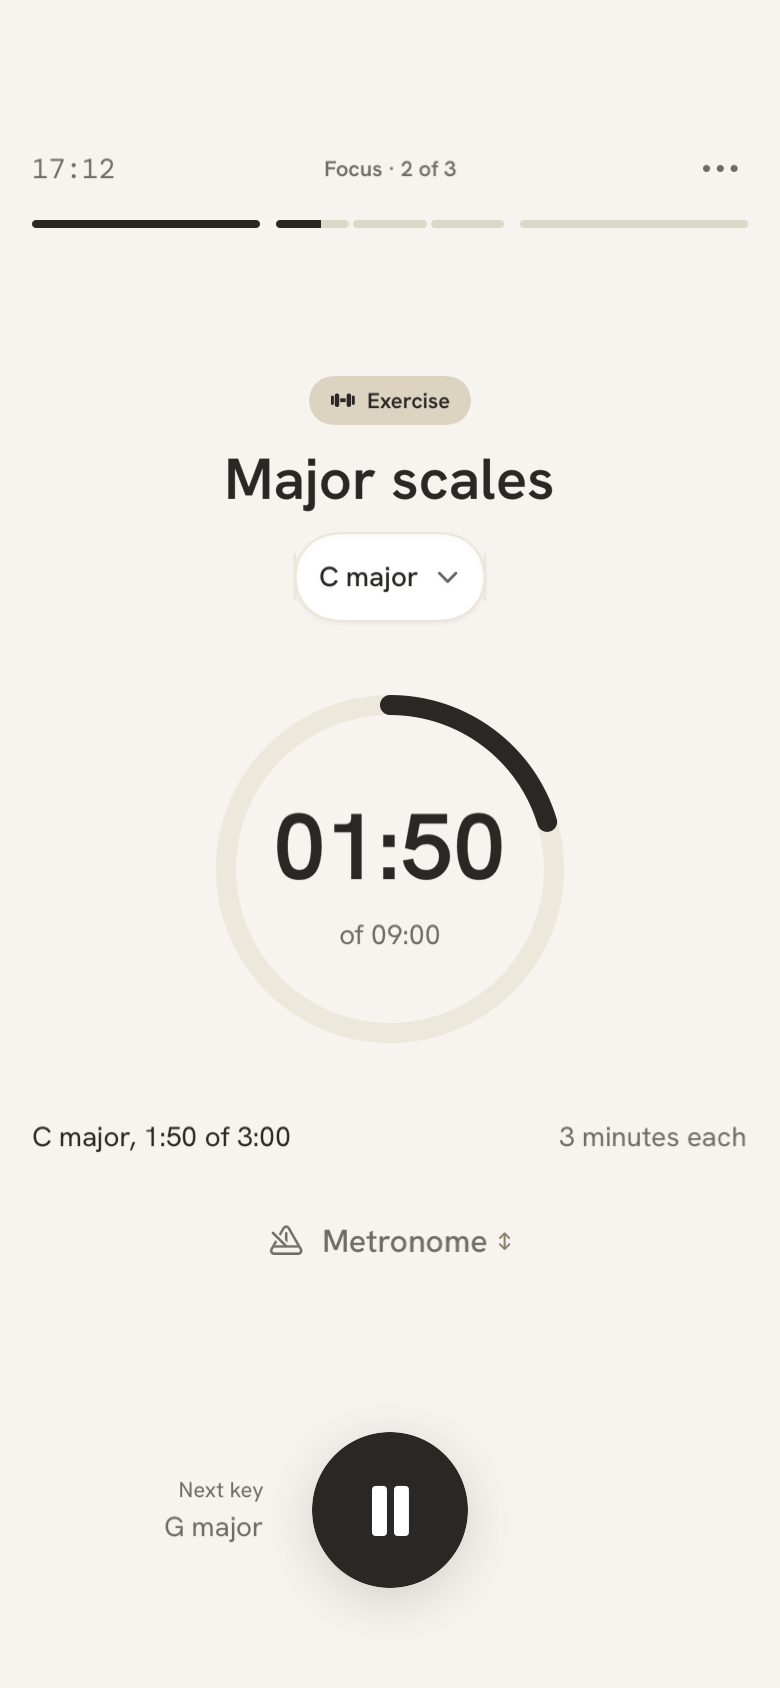 17:12
Focus · 2 of 3
Exercise
Major scales
C major
01:50
of 09:00
C major, 1:50 of 3:00
3 minutes each
Metronome
Next key
G major